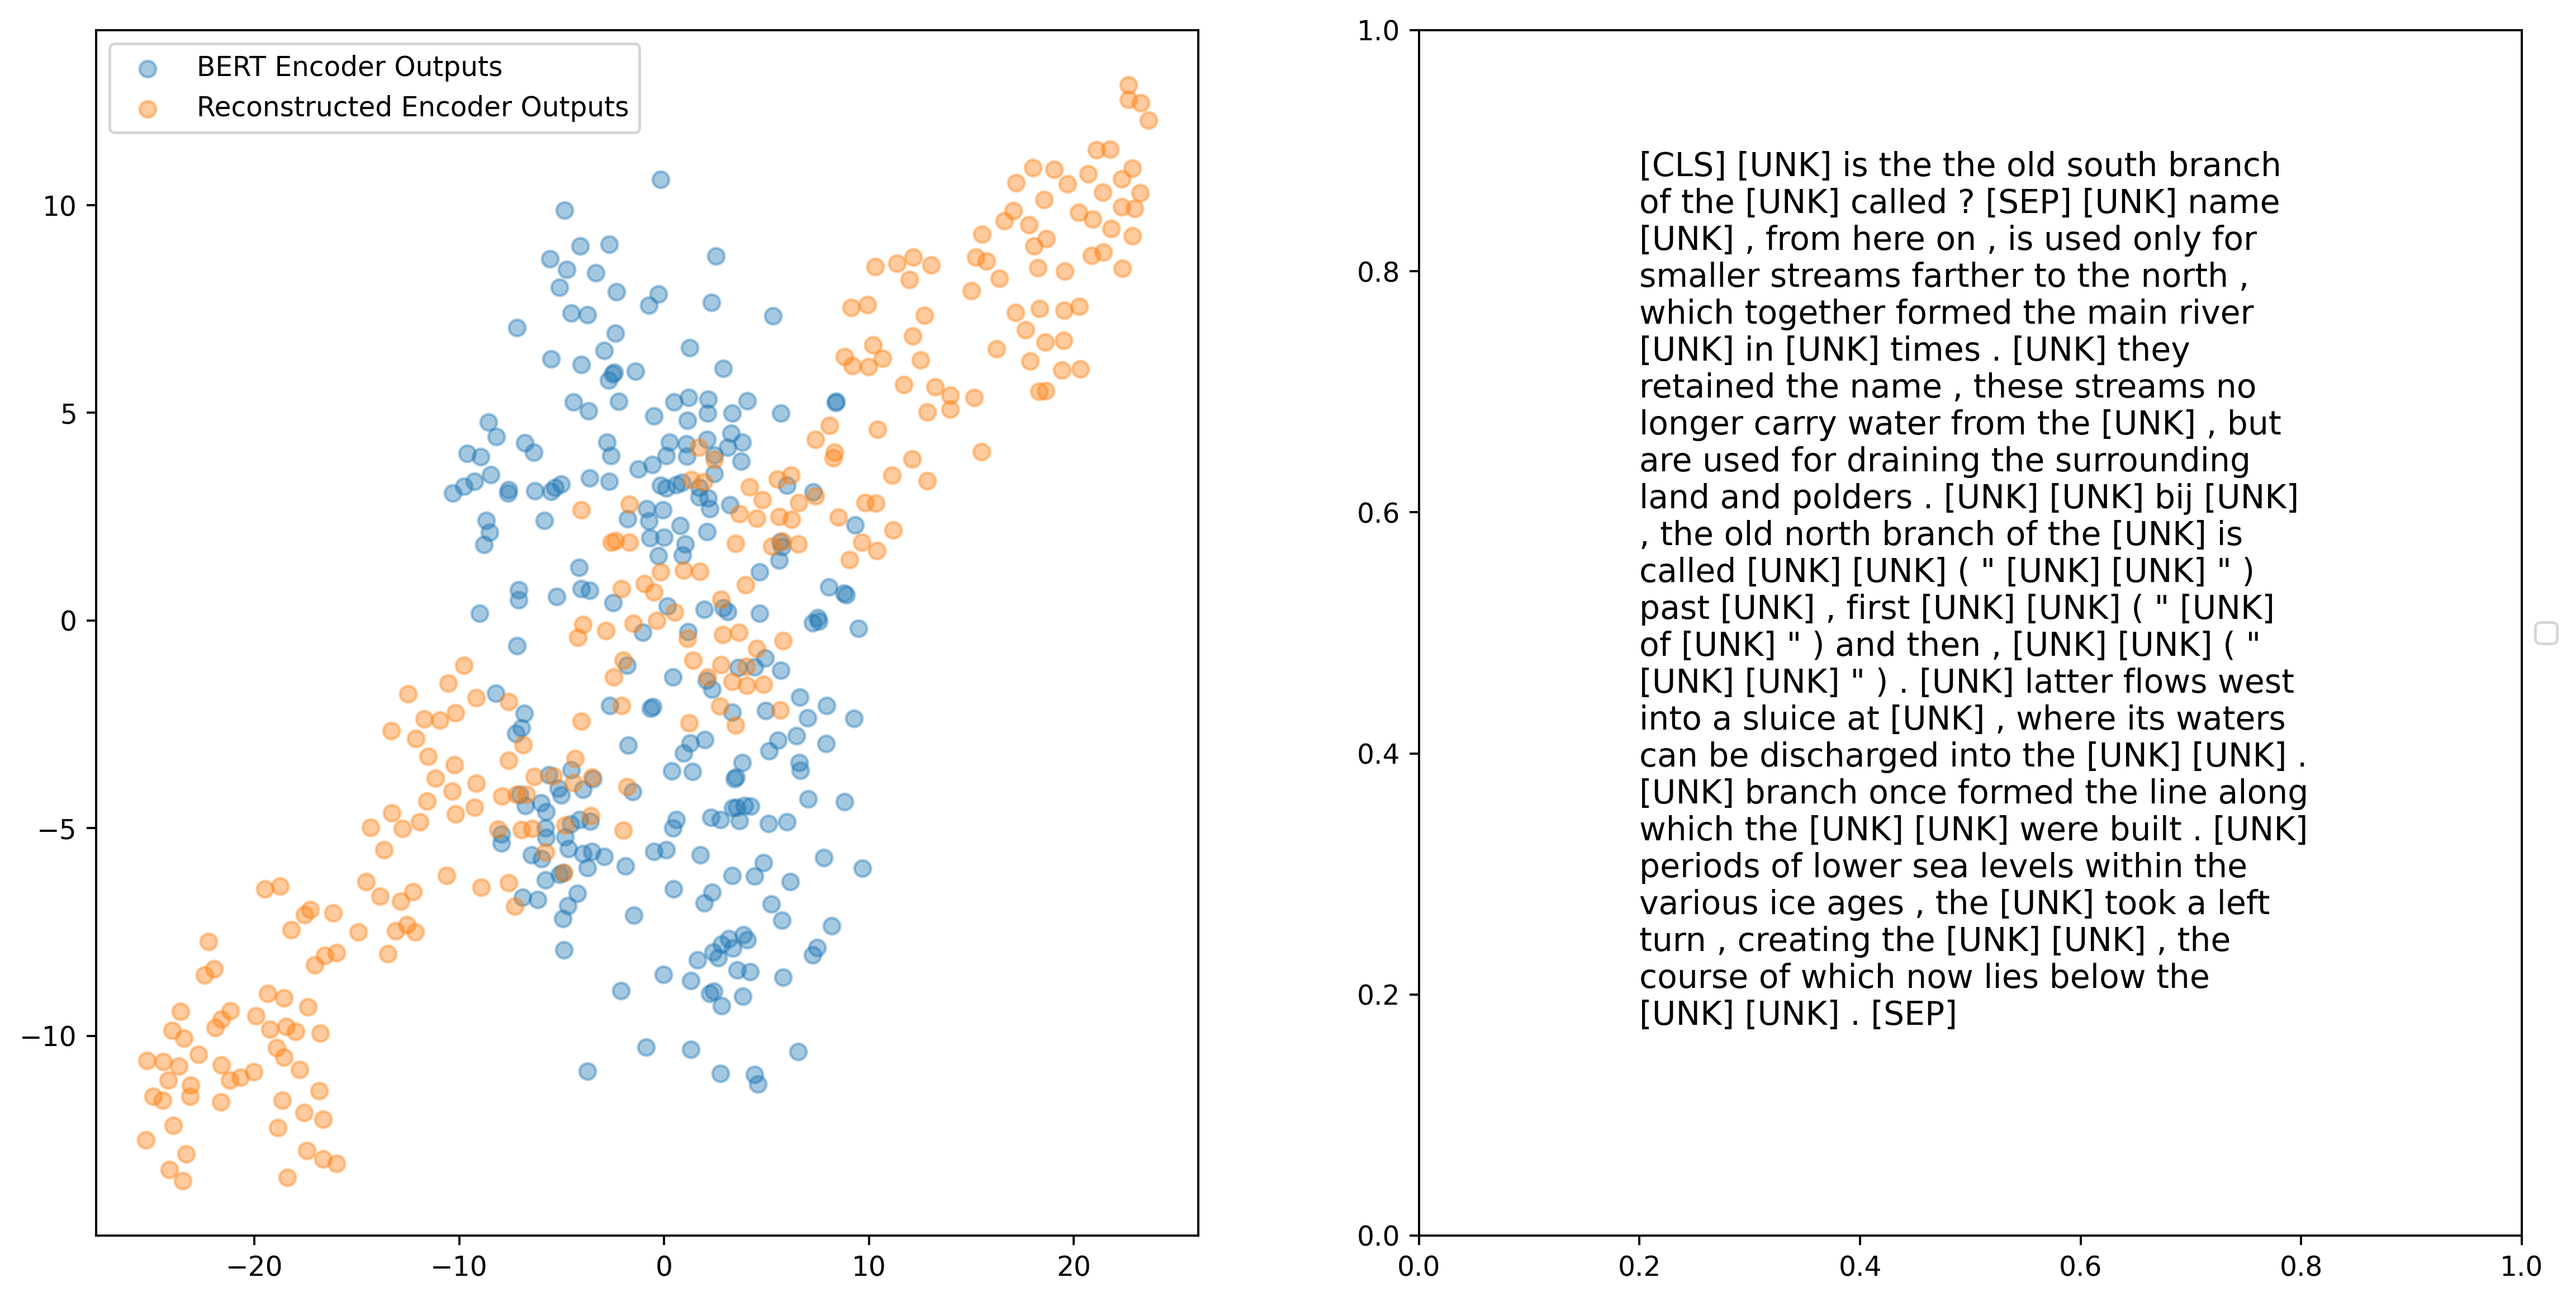 BERT Encoder Outputs
Reconstructed Encoder Outputs
10
5
0
−5
−10
−20
−10
0
10
20
1.0
0.8
0.6
0.4
0.2
0.0
0.0
0.2
0.4
0.6
0.8
1.0
[CLS] [UNK] is the the old south branch
of the [UNK] called ? [SEP] [UNK] name
[UNK] , from here on , is used only for
smaller streams farther to the north ,
which together formed the main river
[UNK] in [UNK] times . [UNK] they
retained the name , these streams no
longer carry water from the [UNK] , but
are used for draining the surrounding
land and polders . [UNK] [UNK] bij [UNK]
, the old north branch of the [UNK] is
called [UNK] [UNK] ( " [UNK] [UNK] " )
past [UNK] , first [UNK] [UNK] ( " [UNK]
of [UNK] " ) and then , [UNK] [UNK] ( "
[UNK] [UNK] " ) . [UNK] latter flows west
into a sluice at [UNK] , where its waters
can be discharged into the [UNK] [UNK] .
[UNK] branch once formed the line along
which the [UNK] [UNK] were built . [UNK]
periods of lower sea levels within the
various ice ages , the [UNK] took a left
turn , creating the [UNK] [UNK] , the
course of which now lies below the
[UNK] [UNK] . [SEP]